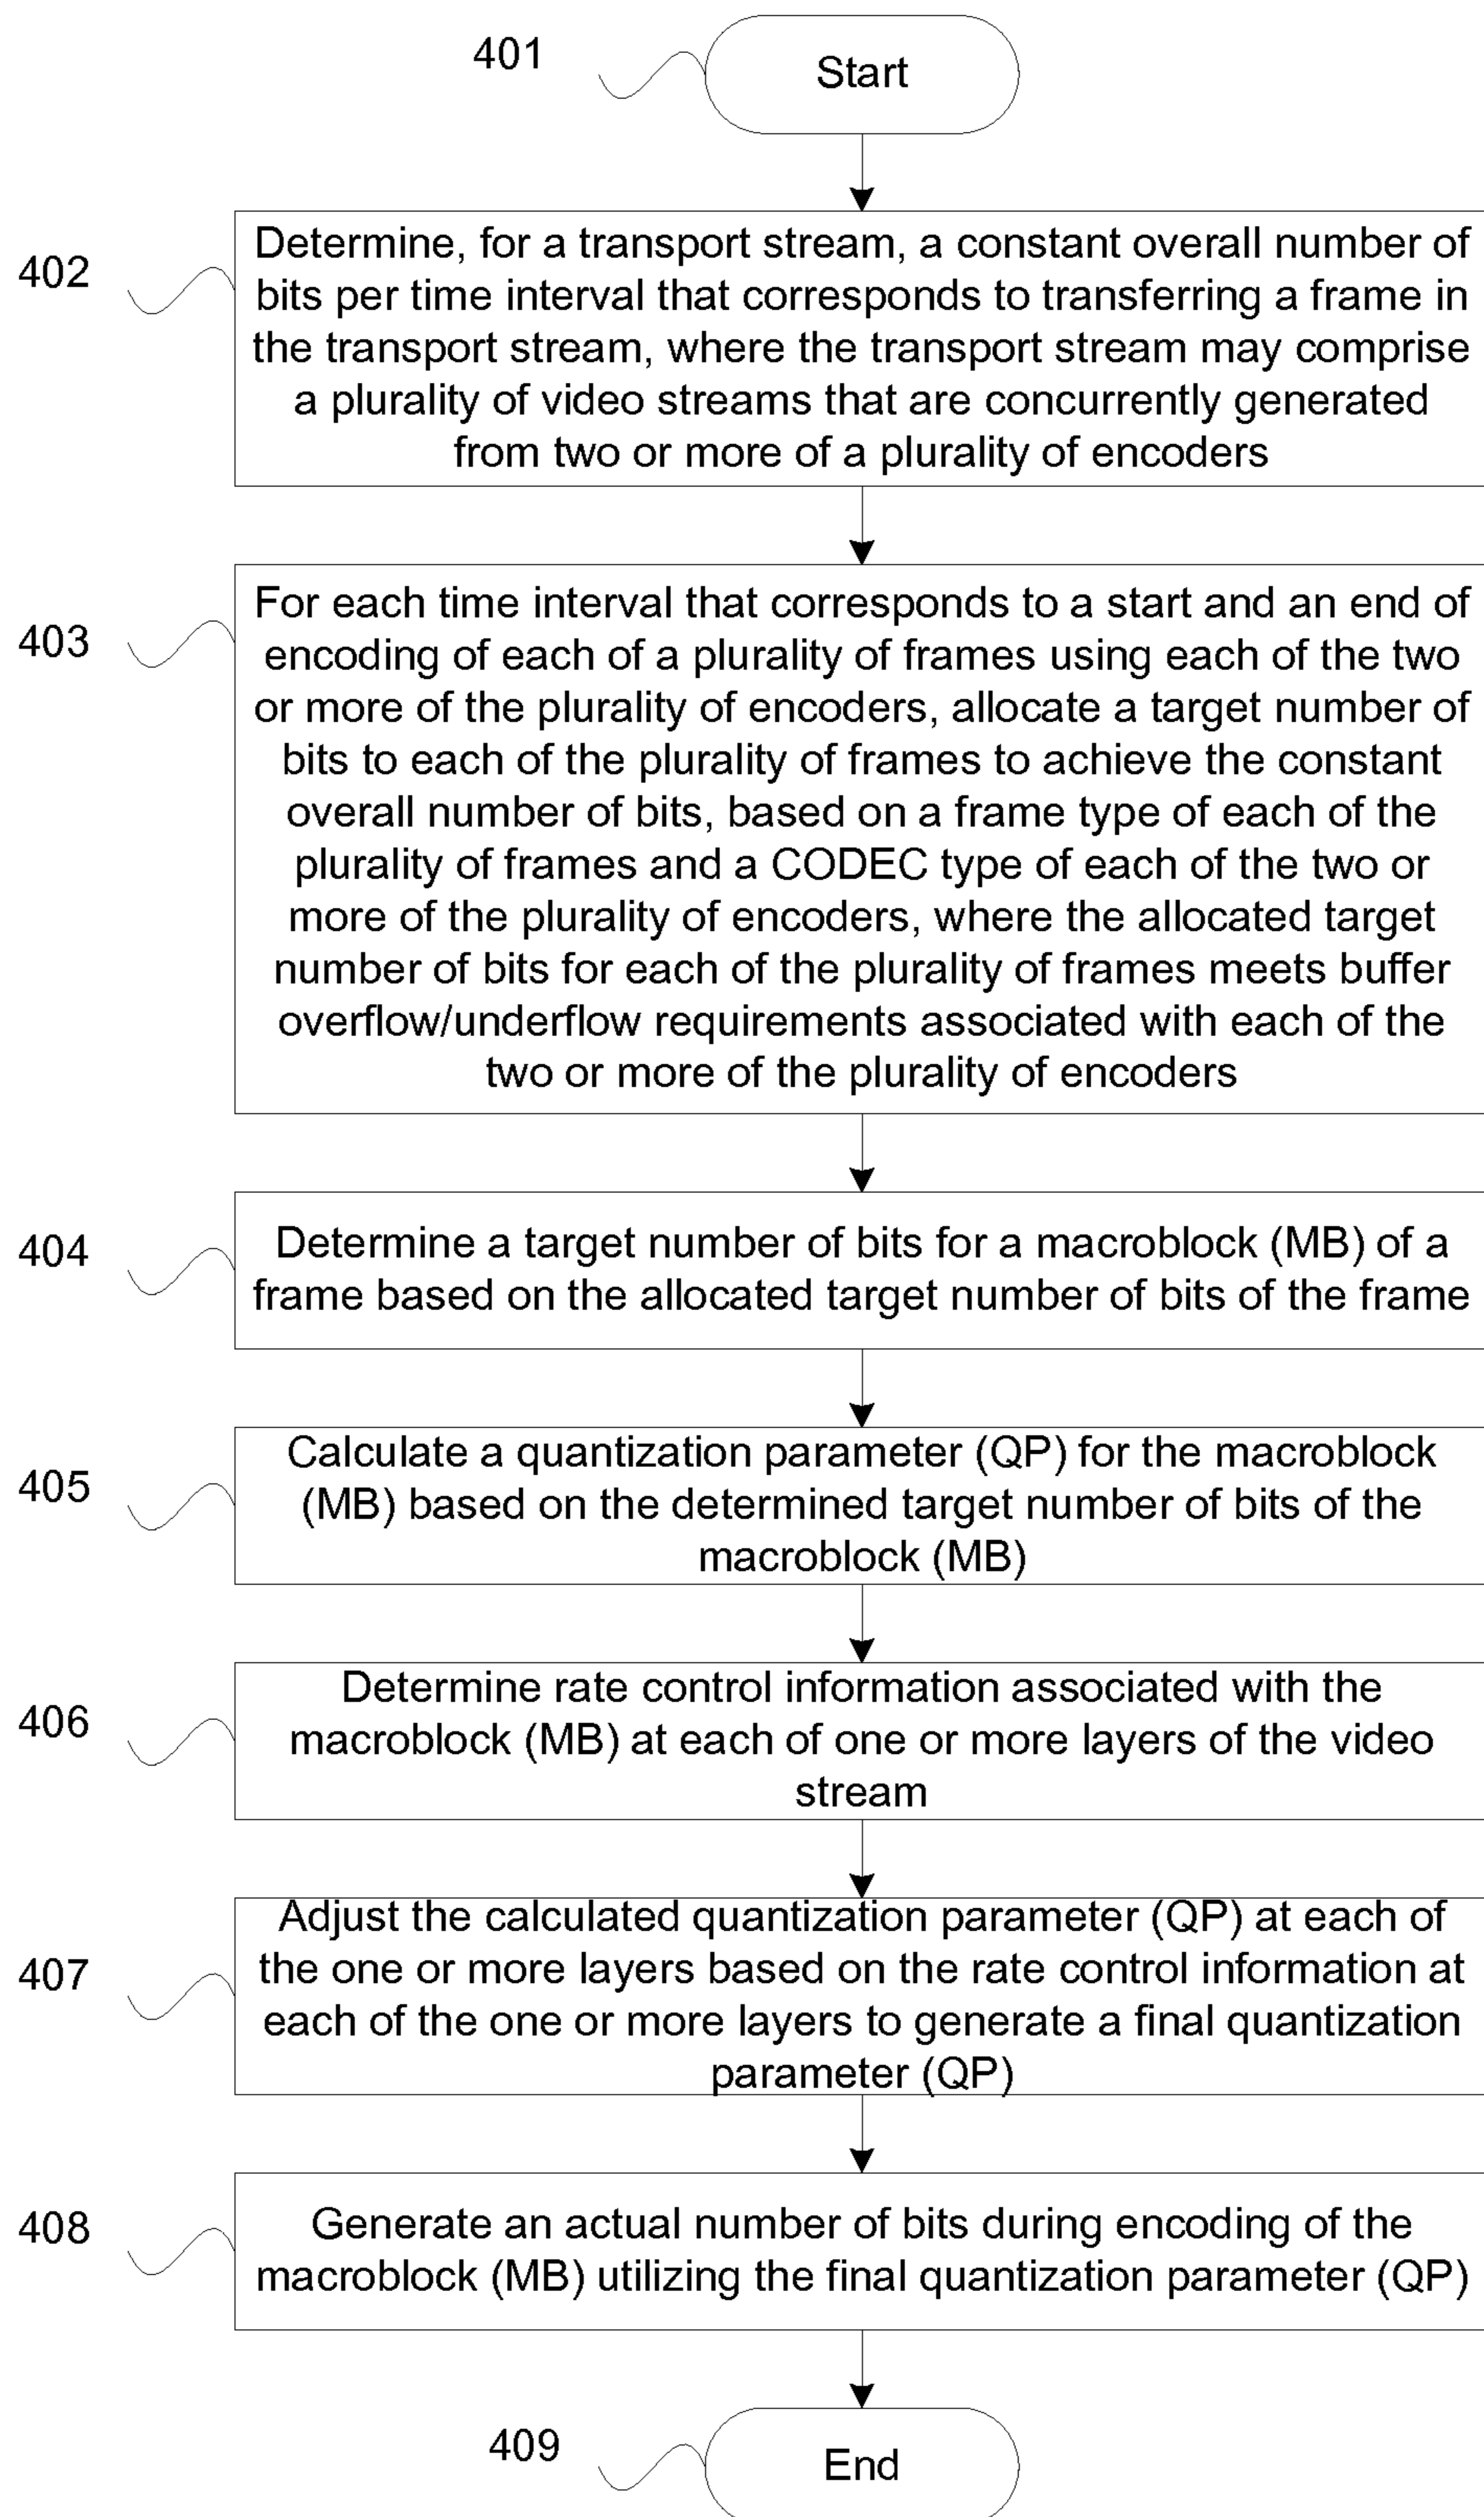 401
Start
402
Determine, for a transport stream, a constant overall number of
bits per time interval that corresponds to transferring a frame in
the transport stream, where the transport stream may comprise
a plurality of video streams that are concurrently generated
from two or more of a plurality of encoders
403
For each time interval that corresponds to a start and an end of
encoding of each of a plurality of frames using each of the two
or more of the plurality of encoders, allocate a target number of
bits to each of the plurality of frames to achieve the constant
overall number of bits, based on a frame type of each of the
plurality of frames and a CODEC type of each of the two or
more of the plurality of encoders, where the allocated target
number of bits for each of the plurality of frames meets buffer
overflow/underflow requirements associated with each of the
two or more of the plurality of encoders
404
Determine a target number of bits for a macroblock (MB) of a
frame based on the allocated target number of bits of the frame
405
Calculate a quantization parameter (QP) for the macroblock
(MB) based on the determined target number of bits of the
macroblock (MB)
406
Determine rate control information associated with the
macroblock (MB) at each of one or more layers of the video
stream
407
Adjust the calculated quantization parameter (QP) at each of
the one or more layers based on the rate control information at
each of the one or more layers to generate a final quantization
parameter (QP)
408
Generate an actual number of bits during encoding of the
macroblock (MB) utilizing the final quantization parameter (QP)
409
End